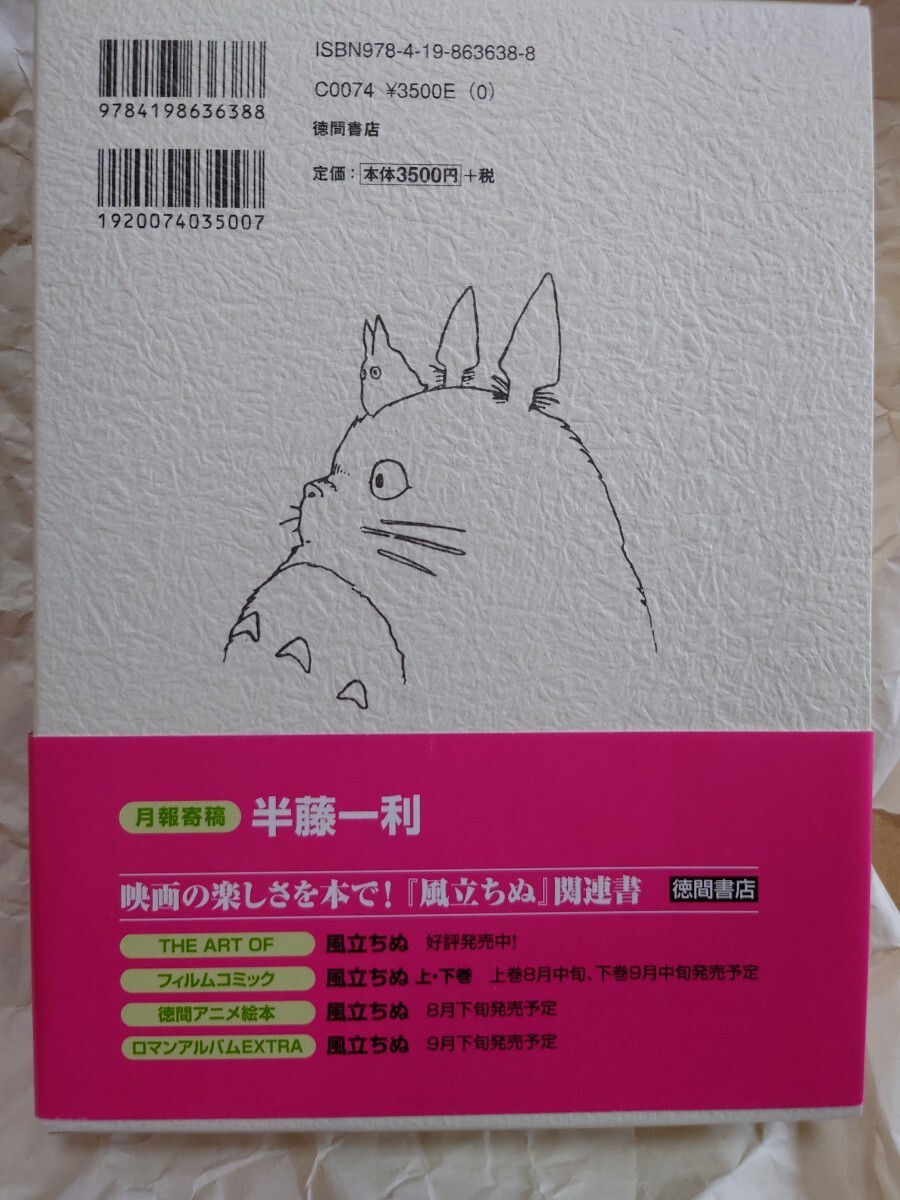 ISBN978-4-19-863638-8
9784198636388
C0074 ¥3500E (0)
徳間書店
定価：本体3500円+税
1920074035007
月報寄稿 半藤一利
映画の楽しさを本で！『風立ちぬ』関連書 徳間書店
THE ART OF 風立ちぬ 好評発売中！
フィルムコミック 風立ちぬ 上・下巻 上巻8月中旬、下巻9月中旬発売予定
徳間アニメ絵本 風立ちぬ 8月下旬発売予定
ロマンアルバムEXTRA 風立ちぬ 9月下旬発売予定